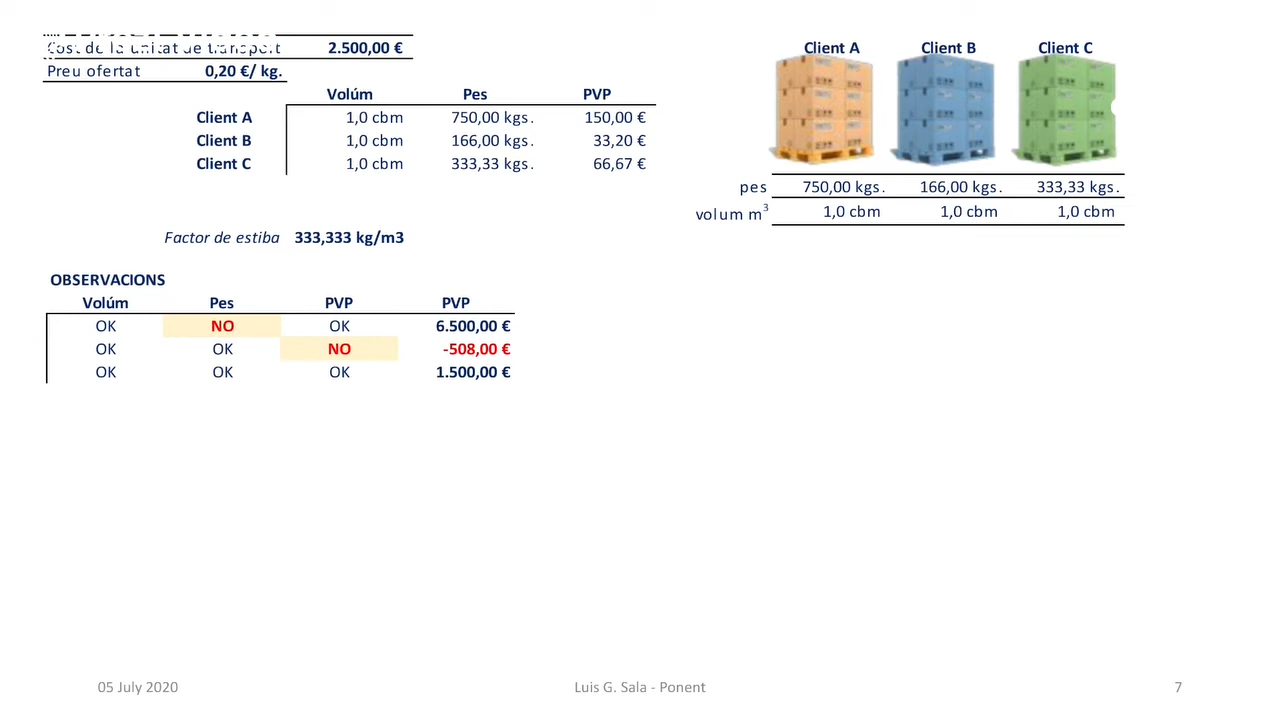 Cost de la unitat de transport 2.500,00 €
Preu ofertat 0,20 €/ kg.
Volúm Pes PVP
Client A 1,0 cbm 750,00 kgs. 150,00 €
Client B 1,0 cbm 166,00 kgs. 33,20 €
Client C 1,0 cbm 333,33 kgs. 66,67 €
Factor de estiba 333,333 kg/m3
OBSERVACIONS
Volúm Pes PVP PVP
OK NO OK 6.500,00 €
OK OK NO -508,00 €
OK OK OK 1.500,00 €
Client A Client B Client C
pes 750,00 kgs. 166,00 kgs. 333,33 kgs.
volum m³ 1,0 cbm 1,0 cbm 1,0 cbm
05 July 2020 Luis G. Sala - Ponent 7